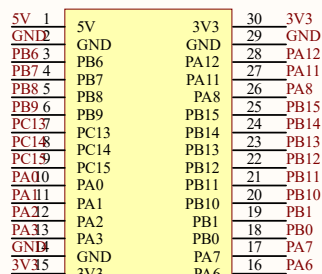 5V 1 5V 3V3 30 3V3
GND 2 GND GND 29 GND
PB6 3 PB6 PA12 28 PA12
PB7 4 PB7 PA11 27 PA11
PB8 5 PB8 PA8 26 PA8
PB9 6 PB9 PB15 25 PB15
PC13 7 PC13 PB14 24 PB14
PC14 8 PC14 PB13 23 PB13
PC15 9 PC15 PB12 22 PB12
PA0 10 PA0 PB11 21 PB11
PA1 11 PA1 PB10 20 PB10
PA2 12 PA2 PB1 19 PB1
PA3 13 PA3 PB0 18 PB0
GND 14 GND PA7 17 PA7
3V3 15 3V3 PA6 16 PA6